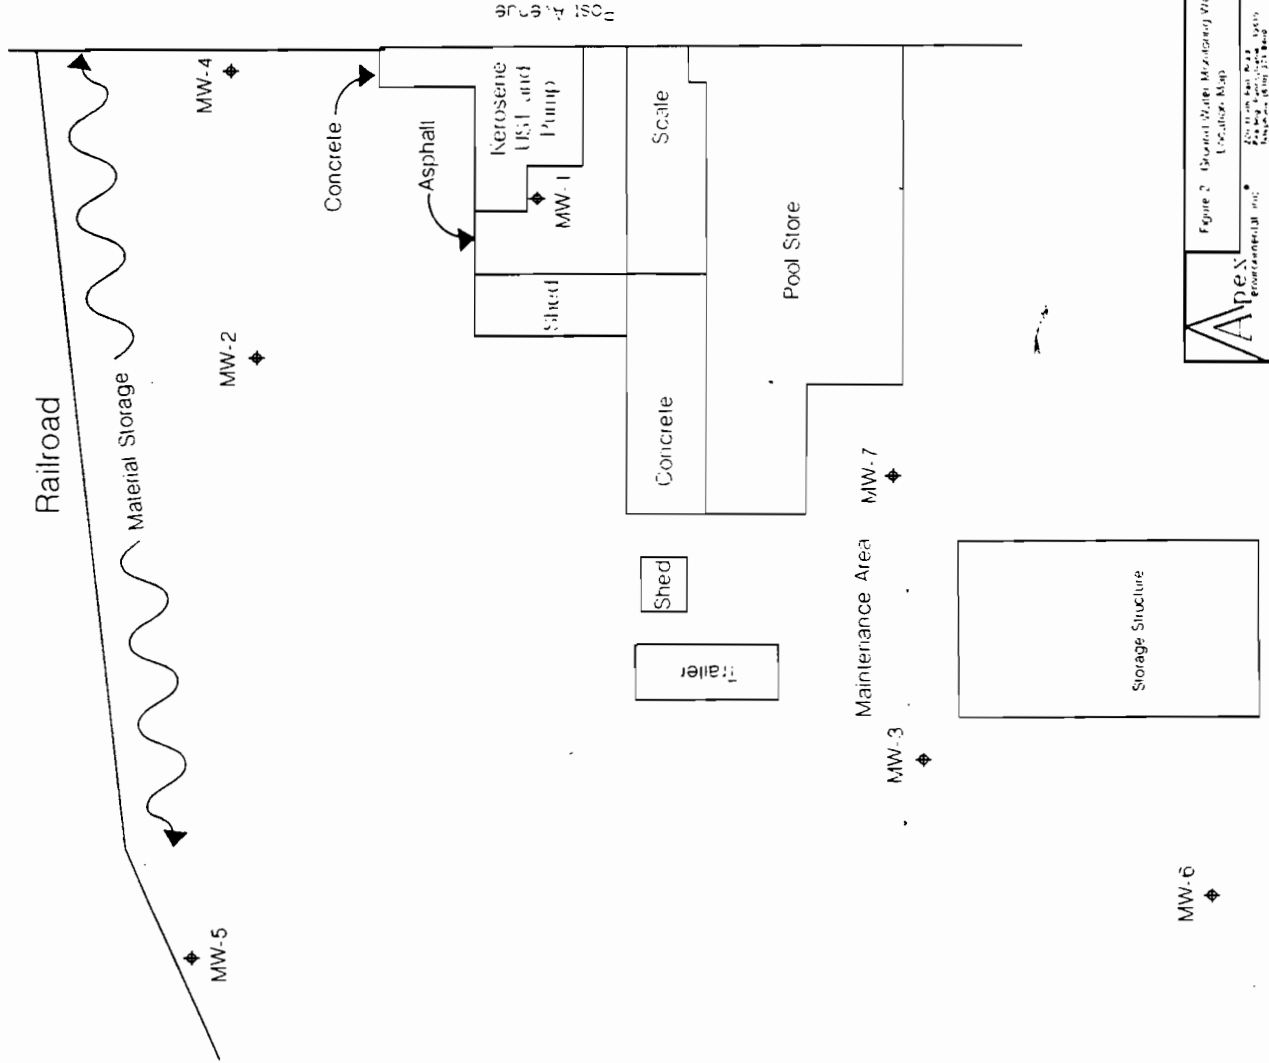 Post Avenue
Railroad
Material Storage
MW-4
Concrete
Asphalt
Kerosene
UST and
Pump
MW-1
Scale
Shed
MW-2
Pool Store
Concrete
MW-7
Shed
Trailer
Maintenance Area
Storage Structure
MW-3
MW-5
MW-6
Figure 2 Ground Water Monitoring
Location Map
Apex
environmental inc